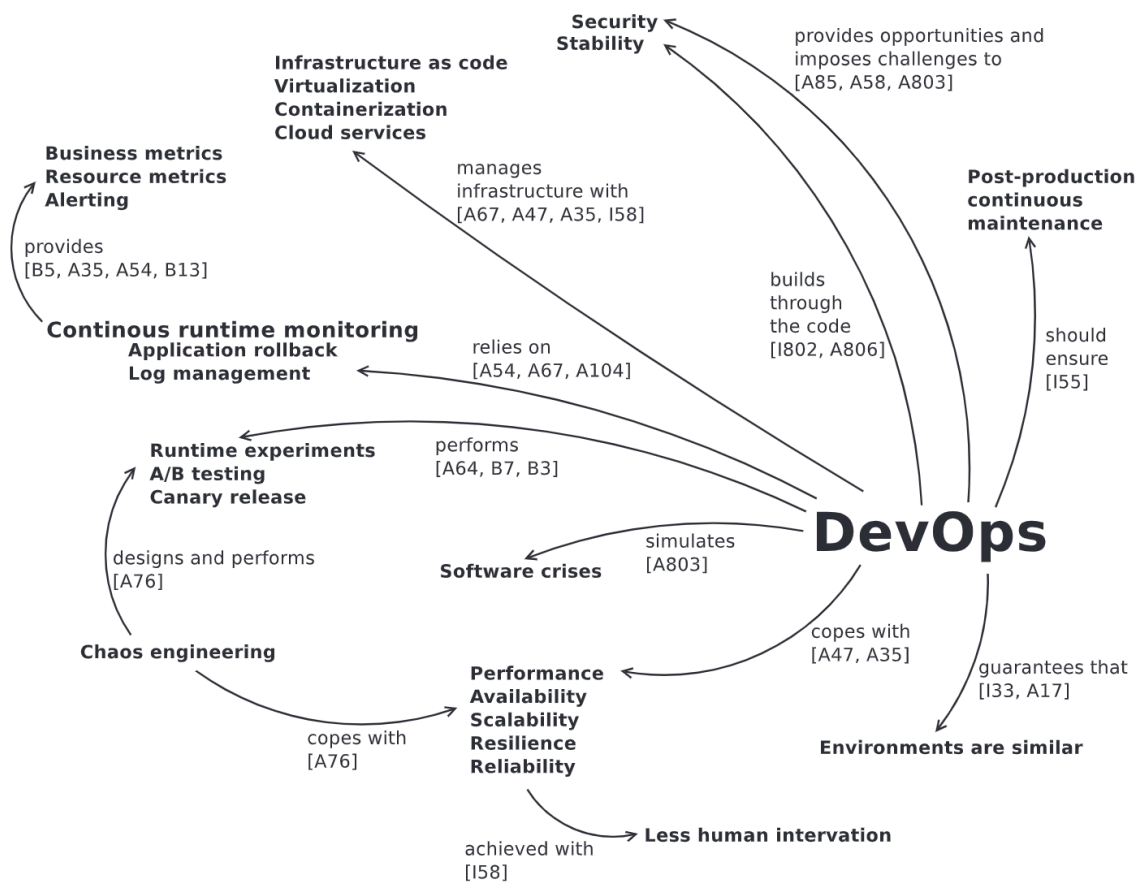 Security
Stability
provides opportunities and
imposes challenges to
[A85, A58, A803]
Infrastructure as code
Virtualization
Containerization
Cloud services
Business metrics
Resource metrics
Alerting
manages
infrastructure with
[A67, A47, A35, I58]
Post-production
continuous
maintenance
provides
[B5, A35, A54, B13]
builds
through
the code
[I802, A806]
Continous runtime monitoring
Application rollback
Log management
relies on
[A54, A67, A104]
should
ensure
[I55]
Runtime experiments
A/B testing
Canary release
performs
[A64, B7, B3]
DevOps
designs and performs
[A76]
simulates
[A803]
Software crises
Chaos engineering
copes with
[A47, A35]
guarantees that
[I33, A17]
Performance
Availability
Scalability
Resilience
Reliability
copes with
[A76]
Environments are similar
achieved with
[I58]
Less human intervation